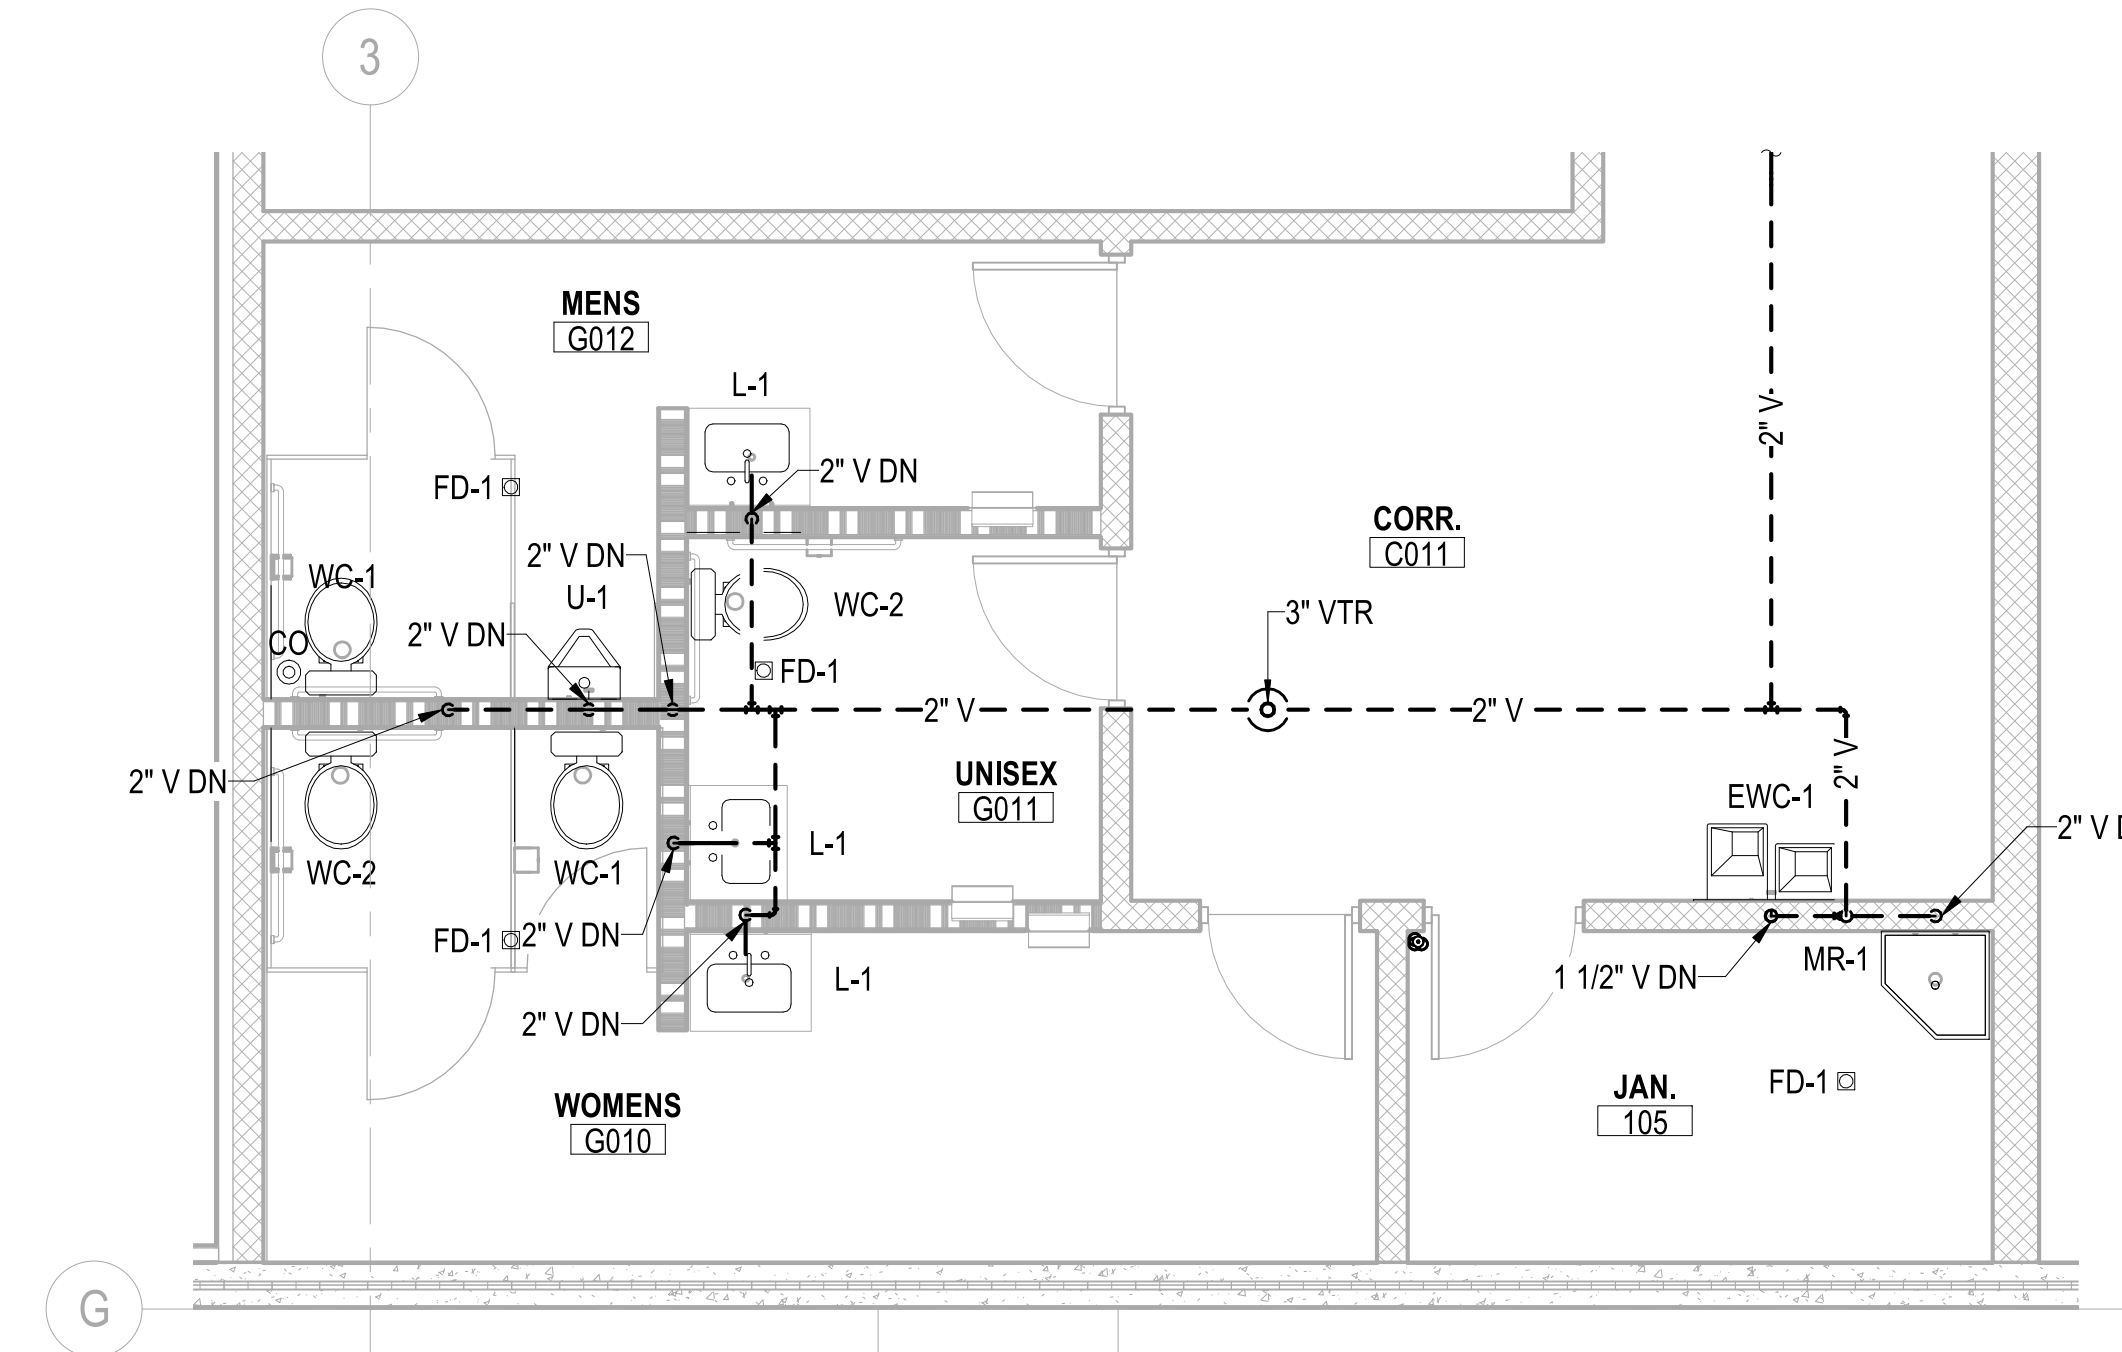 3
MENS
G012
L-1
2" V
FD-1
2" V DN
CORR.
C011
2" V DN
WC-1
U-1
WC-2
3" VTR
2" V DN
CO
FD-1
2" V
2" V
2" V
UNISEX
G011
2" V DN
EWC-1
2" V D
L-1
WC-2
WC-1
FD-1
2" V DN
MR-1
1 1/2" V DN
L-1
2" V DN
JAN.
105
FD-1
WOMENS
G010
G